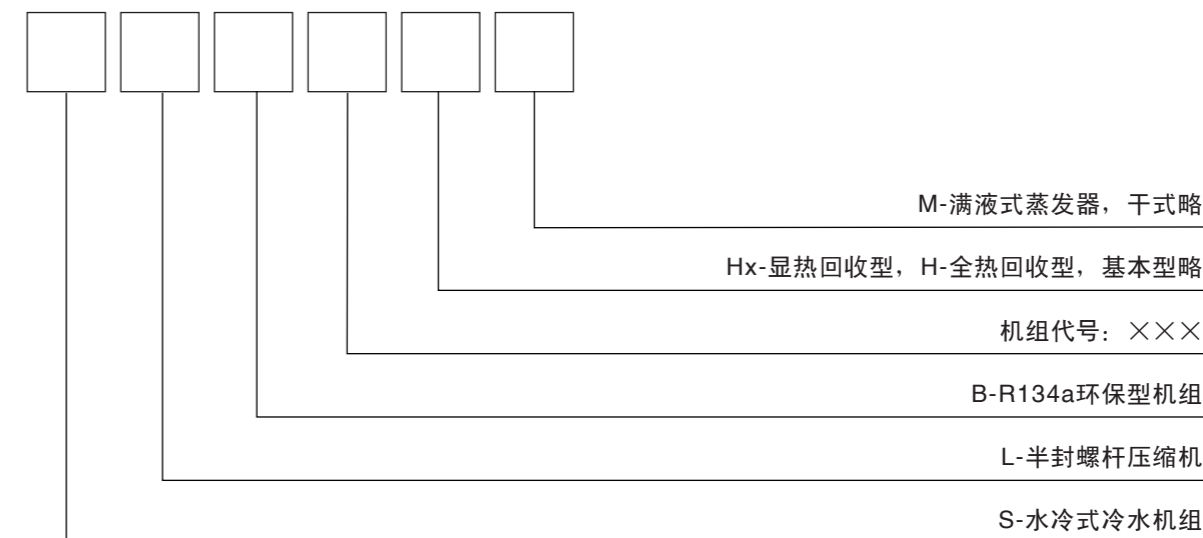 M-满液式蒸发器，干式略
Hx-显热回收型，H-全热回收型，基本型略
机组代号：×××
B-R134a环保型机组
L-半封螺杆压缩机
S-水冷式冷水机组